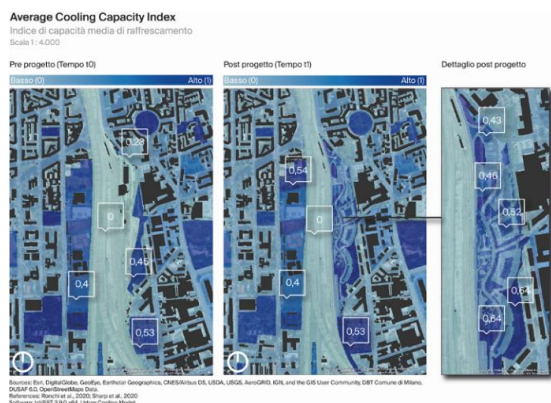 Average Cooling Capacity Index
Indice di capacità media di raffrescamento
Scala 1 : 4.000
Pre progetto (Tempo t0)
Post progetto (Tempo t1)
Dettaglio post progetto
Basso (0)
Alto (1)
Basso (0)
Alto (1)
0,28
0
0,45
0,4
0,53
0,54
0
0,4
0,53
0,43
0,46
0,52
0,64
0,64
Sources: Esri, DigitalGlobe, GeoEye, Earthstar Geographics, CNES/Airbus DS, USDA, USGS, AeroGRID, IGN, and the GIS User Community, DBT Comune di Milano,
DUSAF 6.0, OpenStreetMaps Data.
References: Ronchi et al., 2020; Sharp et al., 2020